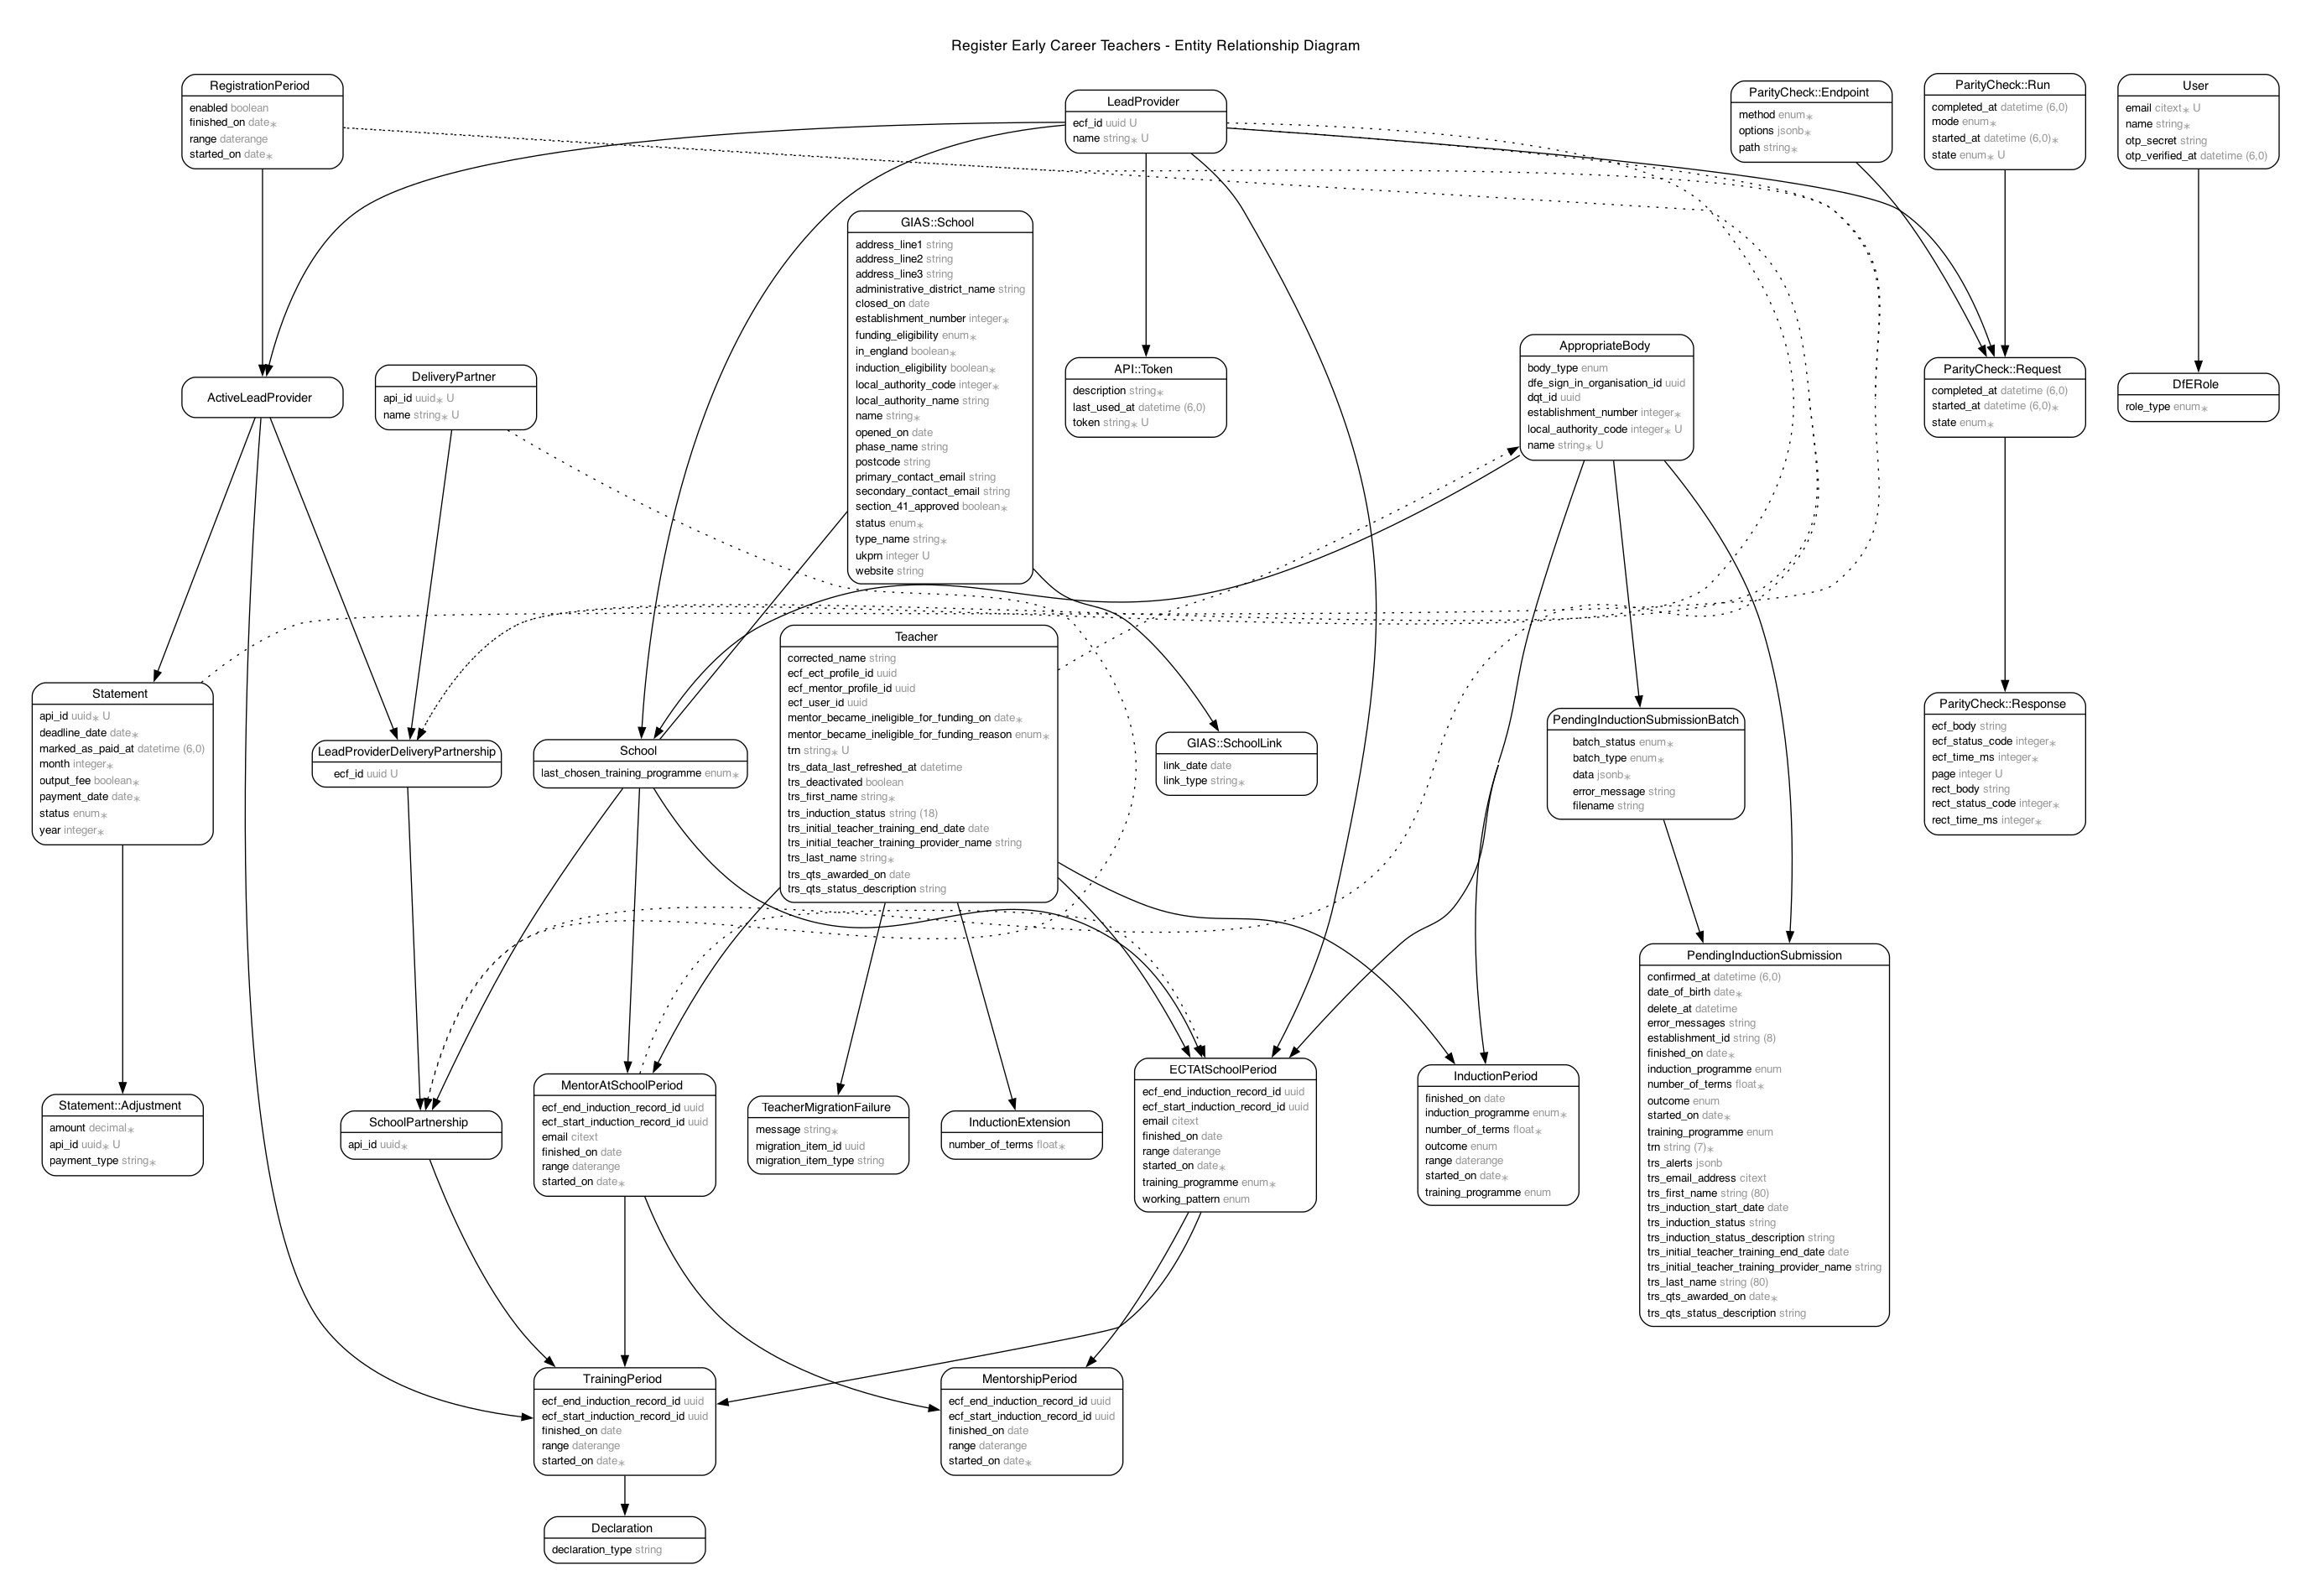 Register Early Career Teachers - Entity Relationship Diagram
RegistrationPeriod
enabled boolean
finished_on date∗
range daterange
started_on date∗
LeadProvider
ecf_id uuid U
name string∗ U
ParityCheck::Endpoint
method enum∗
options jsonb∗
path string∗
ParityCheck::Run
completed_at datetime (6,0)
mode enum∗
started_at datetime (6,0)∗
state enum∗ U
User
email citext∗ U
name string∗
otp_secret string
otp_verified_at datetime (6,0)
GIAS::School
address_line1 string
address_line2 string
address_line3 string
administrative_district_name string
closed_on date
establishment_number integer∗
funding_eligibility enum∗
in_england boolean∗
induction_eligibility boolean∗
local_authority_code integer∗
local_authority_name string
name string∗
opened_on date
phase_name string
postcode string
primary_contact_email string
secondary_contact_email string
section_41_approved boolean∗
status enum∗
type_name string∗
ukprn integer U
website string
ActiveLeadProvider
DeliveryPartner
api_id uuid∗ U
name string∗ U
API::Token
description string∗
last_used_at datetime (6,0)
token string∗ U
AppropriateBody
body_type enum
dfe_sign_in_organisation_id uuid
dqt_id uuid
establishment_number integer∗
local_authority_code integer∗ U
name string∗ U
ParityCheck::Request
completed_at datetime (6,0)
started_at datetime (6,0)∗
state enum∗
DfERole
role_type enum∗
Statement
api_id uuid∗ U
deadline_date date∗
marked_as_paid_at datetime (6,0)
month integer∗
output_fee boolean∗
payment_date date∗
status enum∗
year integer∗
LeadProviderDeliveryPartnership
ecf_id uuid U
School
last_chosen_training_programme enum∗
Teacher
corrected_name string
ecf_ect_profile_id uuid
ecf_mentor_profile_id uuid
ecf_user_id uuid
mentor_became_ineligible_for_funding_on date∗
mentor_became_ineligible_for_funding_reason enum∗
trn string∗ U
trs_data_last_refreshed_at datetime
trs_deactivated boolean
trs_first_name string∗
trs_induction_status string (18)
trs_initial_teacher_training_end_date date
trs_initial_teacher_training_provider_name string
trs_last_name string∗
trs_qts_awarded_on date
trs_qts_status_description string
GIAS::SchoolLink
link_date date
link_type string∗
PendingInductionSubmissionBatch
batch_status enum∗
batch_type enum∗
data jsonb∗
error_message string
filename string
ParityCheck::Response
ecf_body string
ecf_status_code integer∗
ecf_time_ms integer∗
page integer U
rect_body string
rect_status_code integer∗
rect_time_ms integer∗
Statement::Adjustment
amount decimal∗
api_id uuid∗ U
payment_type string∗
SchoolPartnership
api_id uuid∗
MentorAtSchoolPeriod
ecf_end_induction_record_id uuid
ecf_start_induction_record_id uuid
email citext
finished_on date
range daterange
started_on date∗
TeacherMigrationFailure
message string∗
migration_item_id uuid
migration_item_type string
InductionExtension
number_of_terms float∗
ECTAtSchoolPeriod
ecf_end_induction_record_id uuid
ecf_start_induction_record_id uuid
email citext
finished_on date
range daterange
started_on date∗
training_programme enum∗
working_pattern enum
InductionPeriod
finished_on date
induction_programme enum∗
number_of_terms float∗
outcome enum
range daterange
started_on date∗
training_programme enum
PendingInductionSubmission
confirmed_at datetime (6,0)
date_of_birth date∗
delete_at datetime
error_messages string
establishment_id string (8)
finished_on date∗
induction_programme enum
number_of_terms float∗
outcome enum
started_on date∗
training_programme enum
trn string (7)∗
trs_alerts jsonb
trs_email_address citext
trs_first_name string (80)
trs_induction_start_date date
trs_induction_status string
trs_induction_status_description string
trs_initial_teacher_training_end_date date
trs_initial_teacher_training_provider_name string
trs_last_name string (80)
trs_qts_awarded_on date∗
trs_qts_status_description string
TrainingPeriod
ecf_end_induction_record_id uuid
ecf_start_induction_record_id uuid
finished_on date
range daterange
started_on date∗
MentorshipPeriod
ecf_end_induction_record_id uuid
ecf_start_induction_record_id uuid
finished_on date
range daterange
started_on date∗
Declaration
declaration_type string